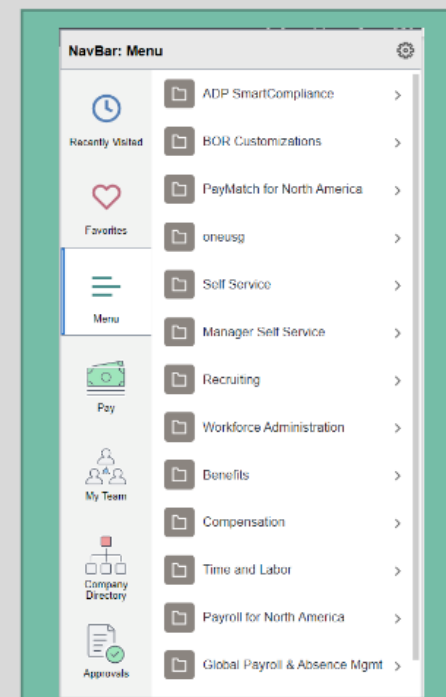 NavBar: Menu
Recently Visited
Favorites
Menu
Pay
My Team
Company
Directory
Approvals
ADP SmartCompliance
BOR Customizations
PayMatch for North America
oneusg
Self Service
Manager Self Service
Recruiting
Workforce Administration
Benefits
Compensation
Time and Labor
Payroll for North America
Global Payroll & Absence Mgmt